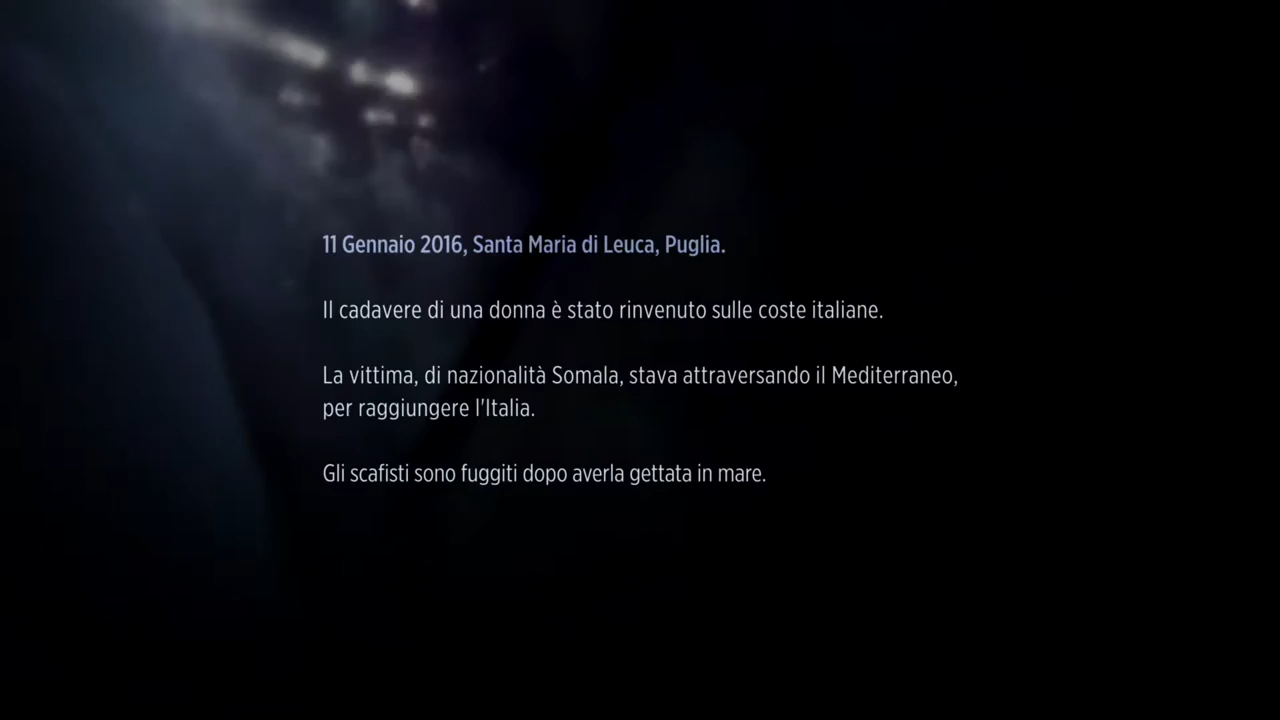 11 Gennaio 2016, Santa Maria di Leuca, Puglia.
Il cadavere di una donna è stato rinvenuto sulle coste italiane.
La vittima, di nazionalità Somala, stava attraversando il Mediterraneo,
per raggiungere l'Italia.
Gli scafisti sono fuggiti dopo averla gettata in mare.